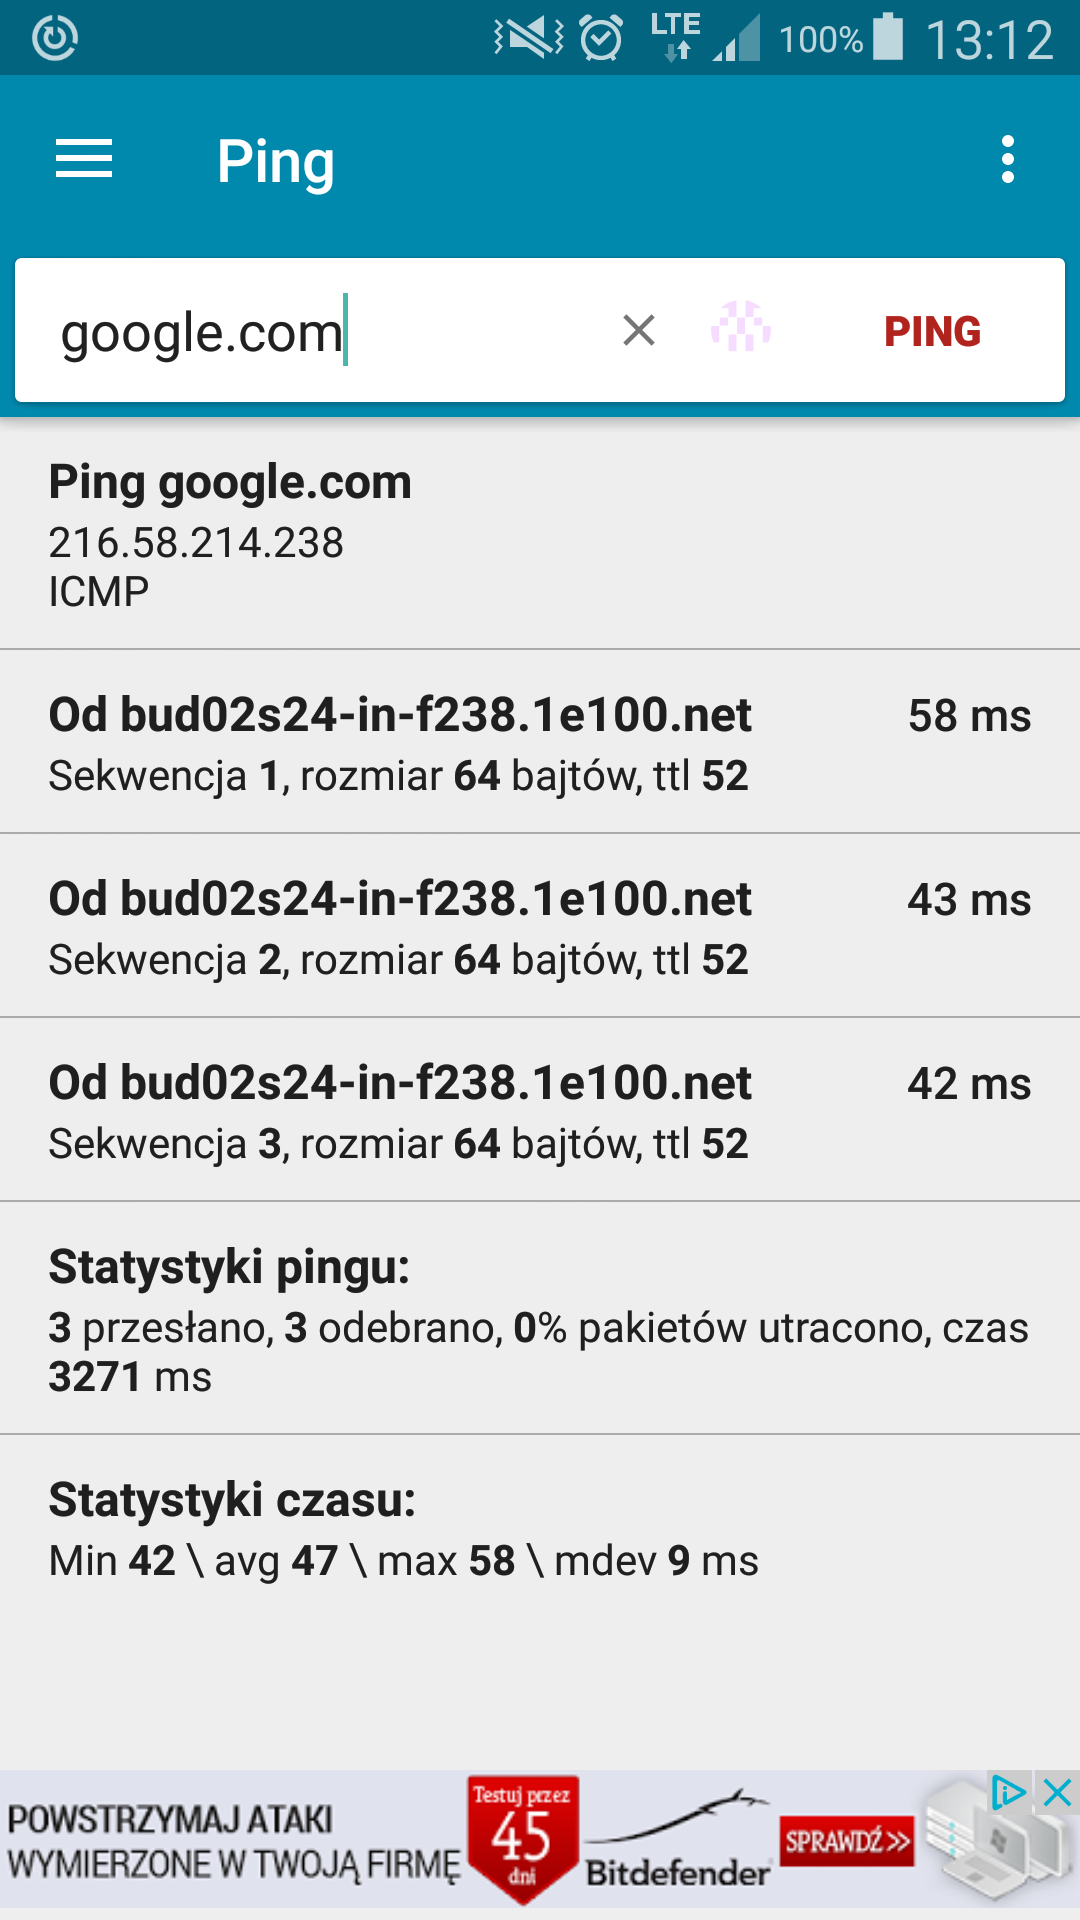 LTE 100% 13:12
Ping
google.com PING
Ping google.com
216.58.214.238
ICMP
Od bud02s24-in-f238.1e100.net 58 ms
Sekwencja 1, rozmiar 64 bajtów, ttl 52
Od bud02s24-in-f238.1e100.net 43 ms
Sekwencja 2, rozmiar 64 bajtów, ttl 52
Od bud02s24-in-f238.1e100.net 42 ms
Sekwencja 3, rozmiar 64 bajtów, ttl 52
Statystyki pingu:
3 przesłano, 3 odebrano, 0% pakietów utracono, czas
3271 ms
Statystyki czasu:
Min 42 \ avg 47 \ max 58 \ mdev 9 ms
POWSTRZYMAJ ATAKI
WYMIERZONE W TWOJĄ FIRMĘ
Testuj przez
45
dni
Bitdefender
SPRAWDŹ >>